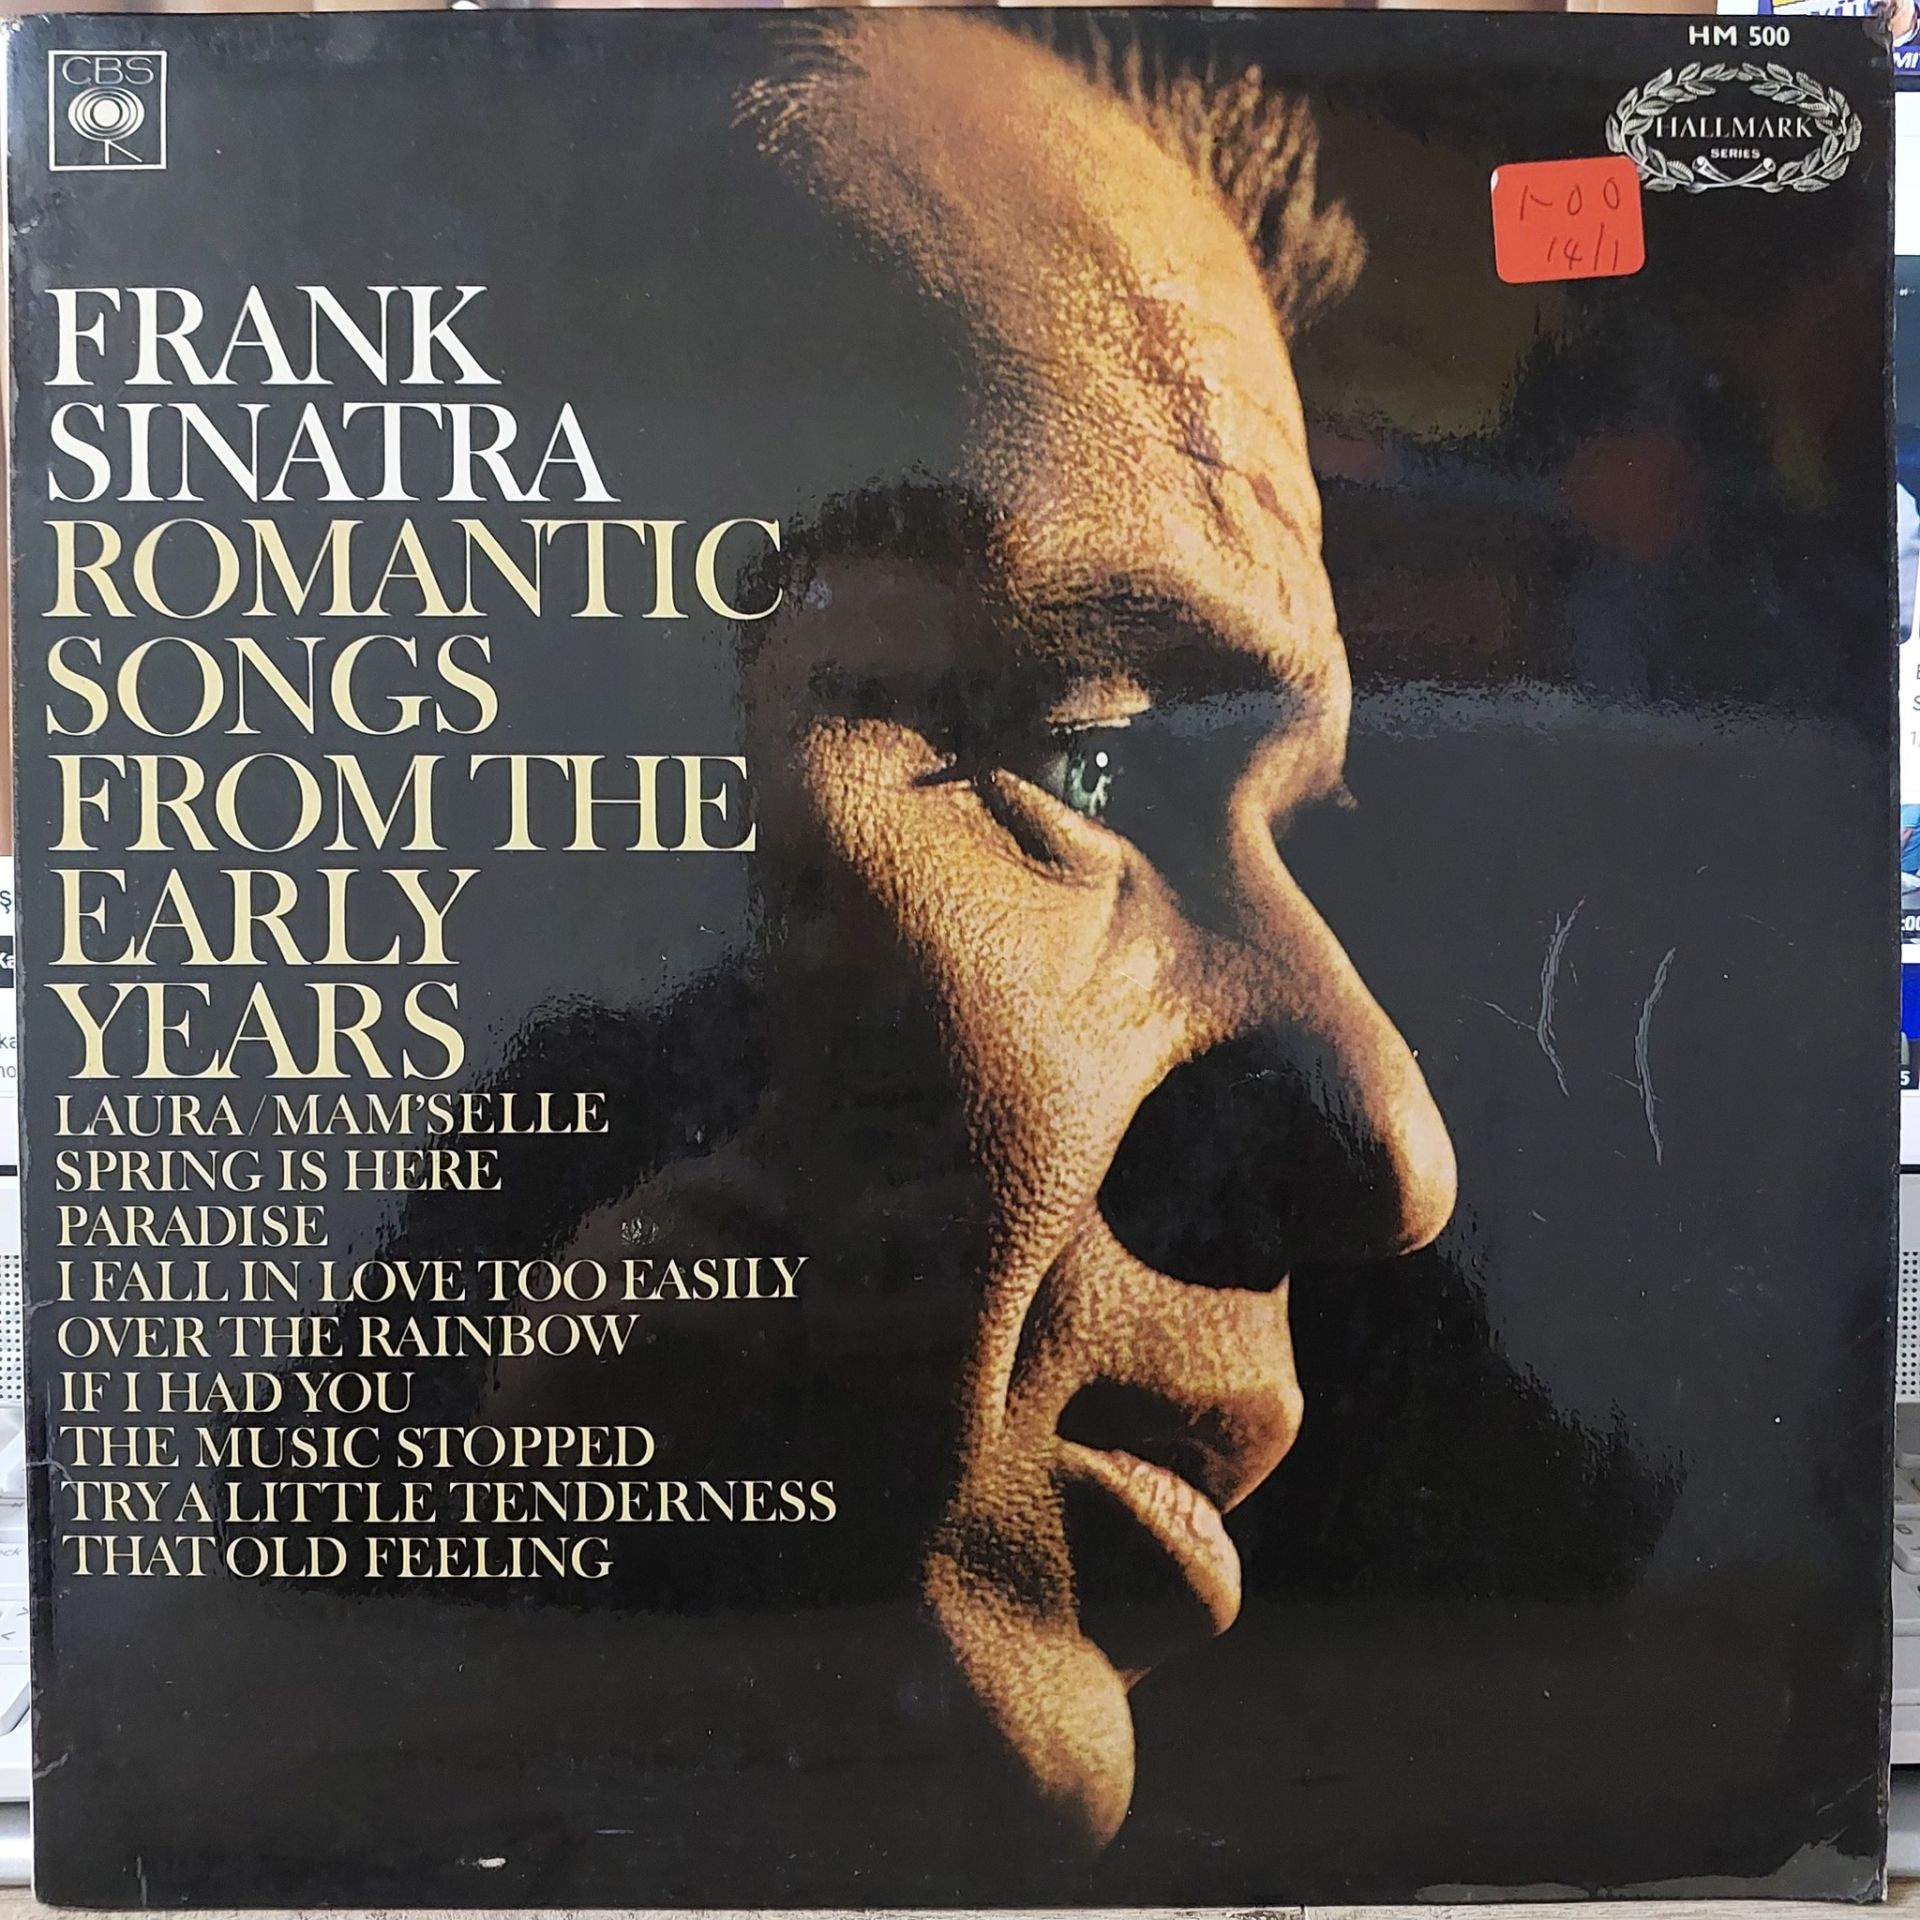 CBS
HM 500
HALLMARK
SERIES
14/1
FRANK
SINATRA
ROMANTIC
SONGS
FROM THE
EARLY
YEARS
LAURA/MAM'SELLE
SPRING IS HERE
PARADISE
I FALL IN LOVE TOO EASILY
OVER THE RAINBOW
IF I HAD YOU
THE MUSIC STOPPED
TRY A LITTLE TENDERNESS
THAT OLD FEELING